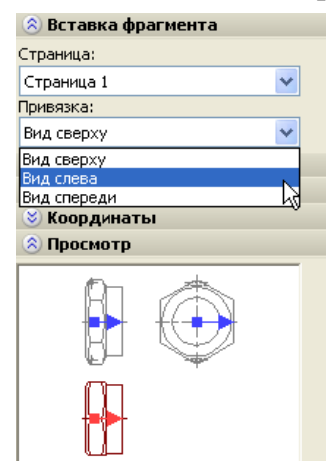 Вставка фрагмента
Страница:
Страница 1
Привязка:
Вид сверху
Вид сверху
Вид слева
Вид спереди
Координаты
Просмотр